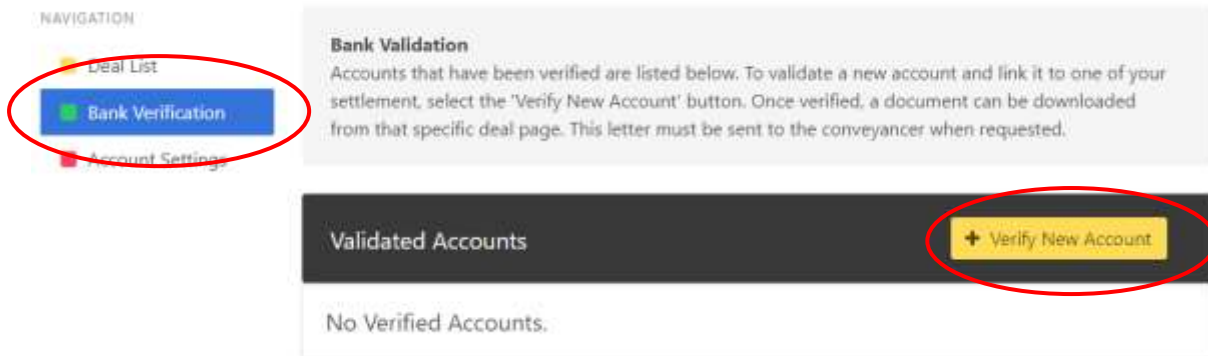 NAVIGATION
Deal List
Bank Verification
Account Settings
Bank Validation
Accounts that have been verified are listed below. To validate a new account and link it to one of your
settlement, select the 'Verify New Account' button. Once verified, a document can be downloaded
from that specific deal page. This letter must be sent to the conveyancer when requested.
Validated Accounts
+ Verify New Account
No Verified Accounts.